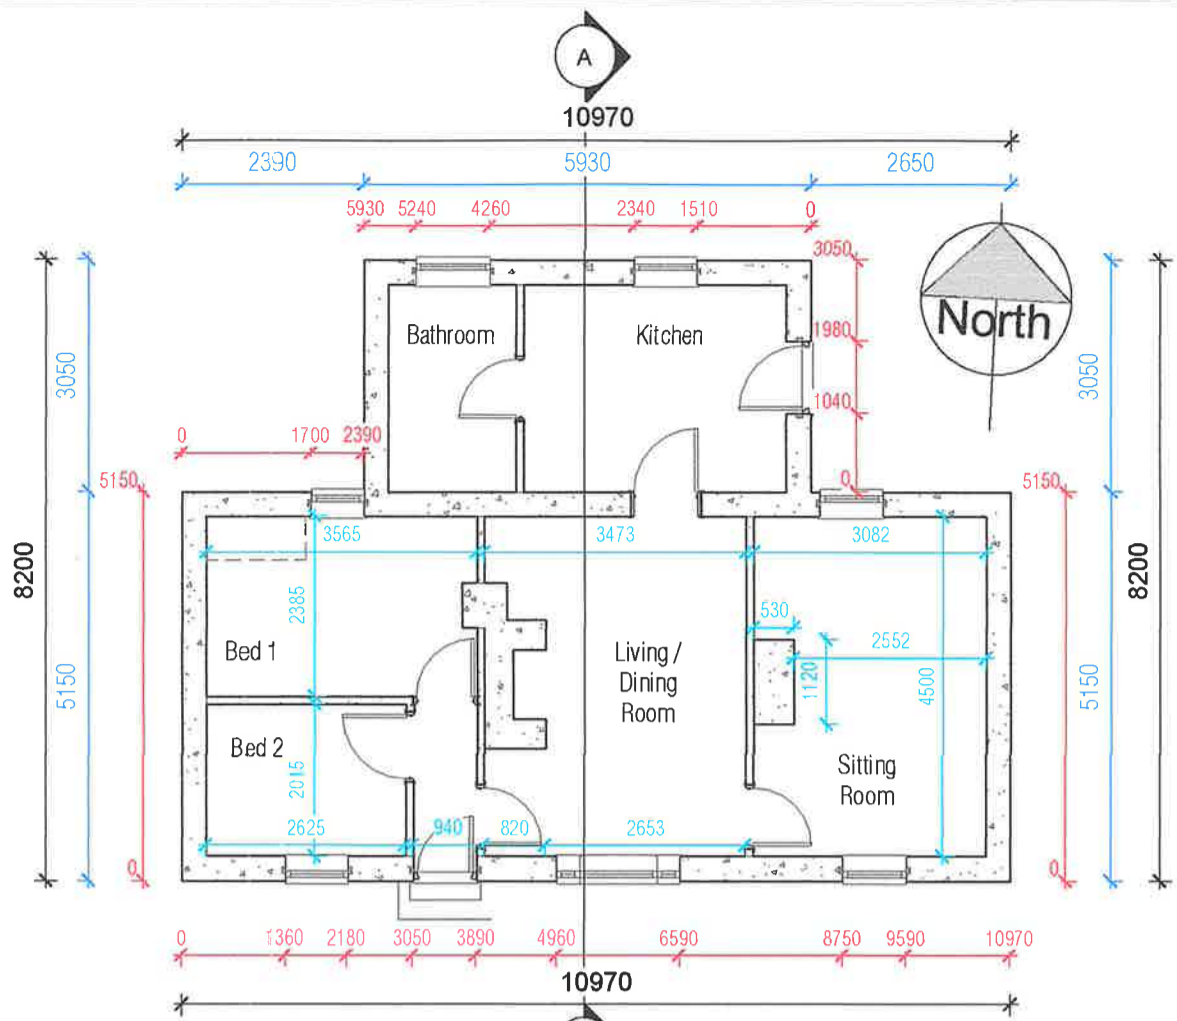 A
10970
2390 5930 2650
5930 5240 4260 2340 1510 0
3050
1980
1040
0
North
Bathroom
Kitchen
3050
3050
0 1700 2390
5150
5150
8200
8200
3565 3473 3082
2385
530
2552
1120
4500
Bed 1
Living /
Dining
Room
5150
5150
Bed 2
2015
Sitting
Room
2625 940 820 2653
0
0
0 1360 2180 3050 3890 4960 6590 8750 9590 10970
10970